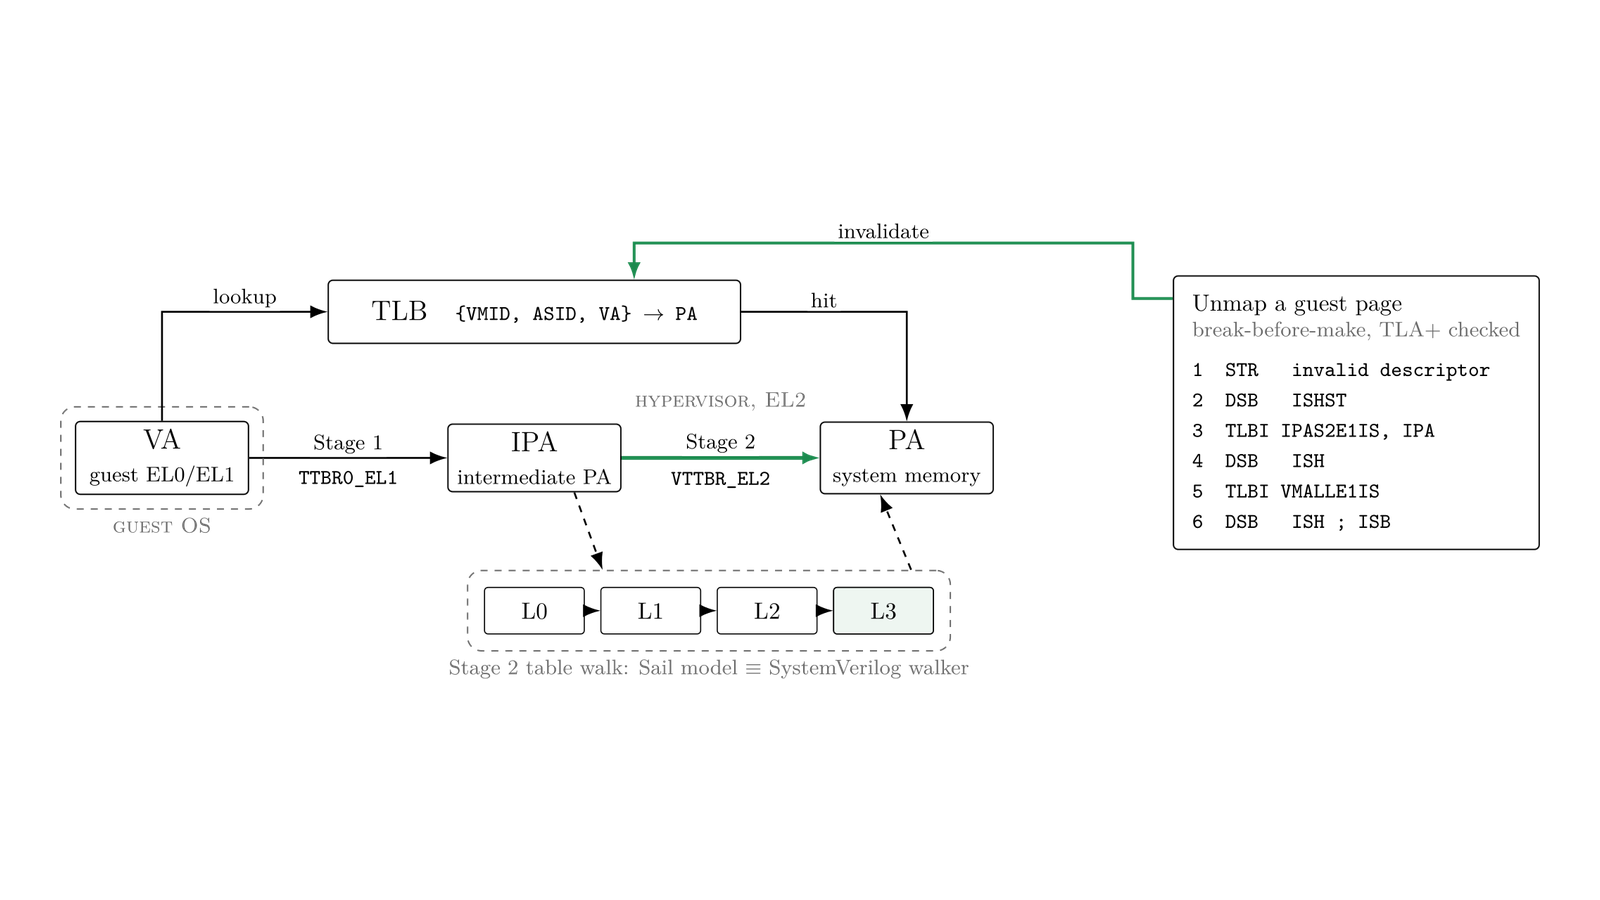 invalidate
lookup
TLB {VMID, ASID, VA} → PA
hit
Unmap a guest page
break-before-make, TLA+ checked
1 STR invalid descriptor
2 DSB ISHST
3 TLBI IPAS2E1IS, IPA
4 DSB ISH
5 TLBI VMALLE1IS
6 DSB ISH ; ISB
HYPERVISOR, EL2
VA
guest EL0/EL1
GUEST OS
Stage 1
TTBR0_EL1
IPA
intermediate PA
Stage 2
VTTBR_EL2
PA
system memory
L0
L1
L2
L3
Stage 2 table walk: Sail model ≡ SystemVerilog walker